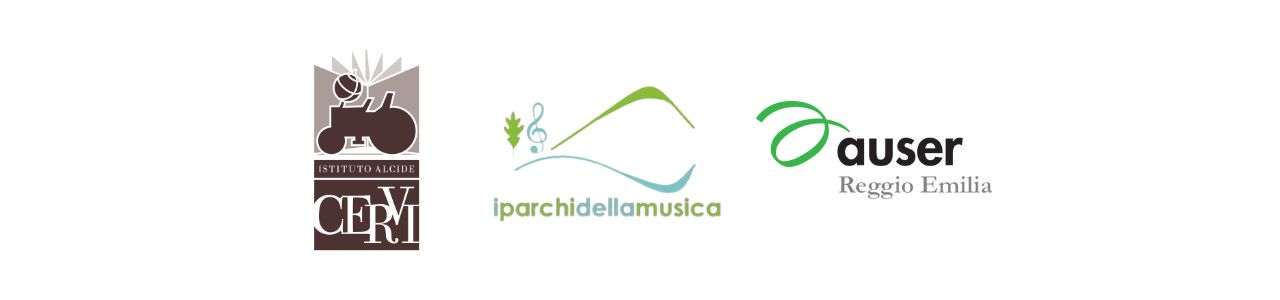 ISTITUTO ALCIDE
CERVI
iparchidellamusica
auser
Reggio Emilia